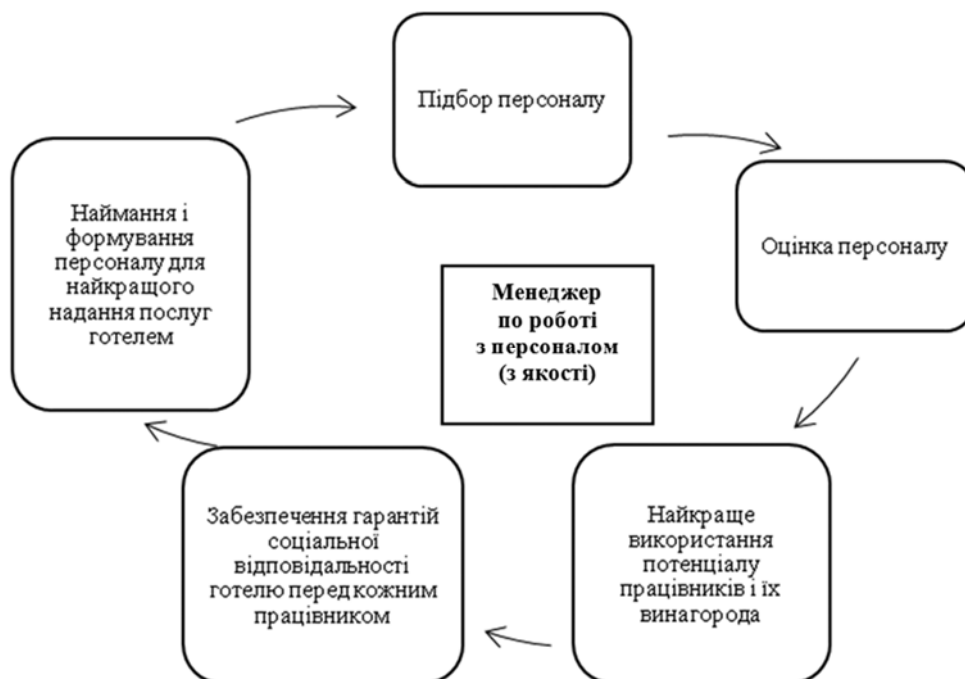 Підбор персоналу
Оцінка персоналу
Найкраще
використання
потенціалу
працівників і їх
винагорода
Забезпечення гарантій
соціальної
відповідальності
готелю перед кожним
працівником
Наймання і
формування
персоналу для
найкращого
надання послуг
готелем
Менеджер
по роботі
з персоналом
(з якості)